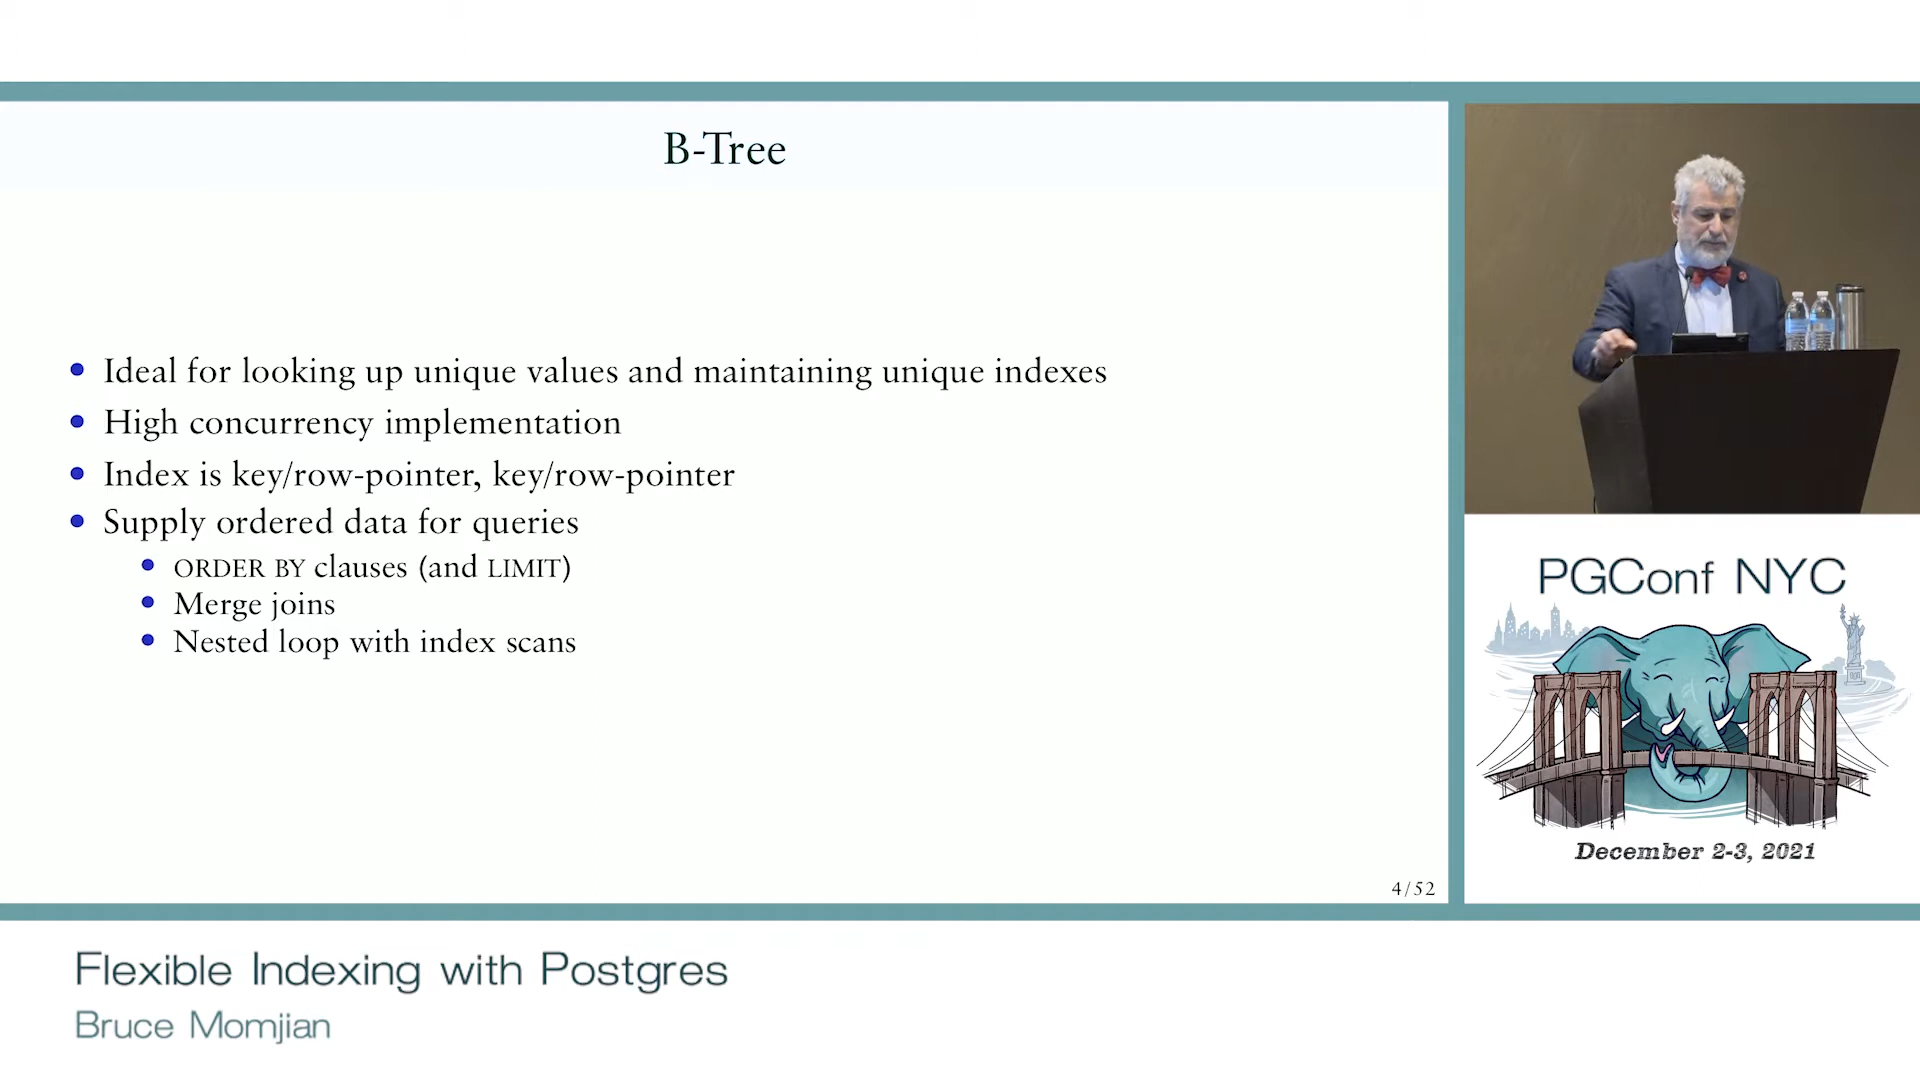 B-Tree
Ideal for looking up unique values and maintaining unique indexes
High concurrency implementation
Index is key/row-pointer, key/row-pointer
Supply ordered data for queries
ORDER BY clauses (and LIMIT)
Merge joins
Nested loop with index scans
4/52
PGConf NYC
December 2-3, 2021
Flexible Indexing with Postgres
Bruce Momjian